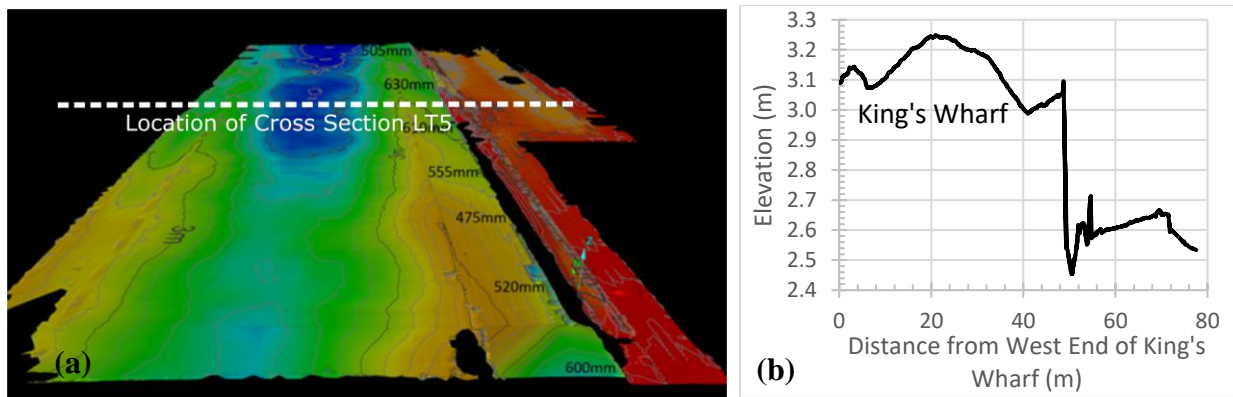 505mm
630mm
Location of Cross Section LT5
555mm
3m
475mm
520mm
600mm
(a)
3.3
3.2
3.1
3.0
2.9
2.8
2.7
2.6
2.5
2.4
Elevation (m)
King's Wharf
0
20
40
60
80
Distance from West End of King's
Wharf (m)
(b)